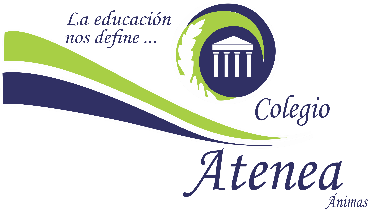 La educación
nos define ...
Colegio
Atenea
Ánimas